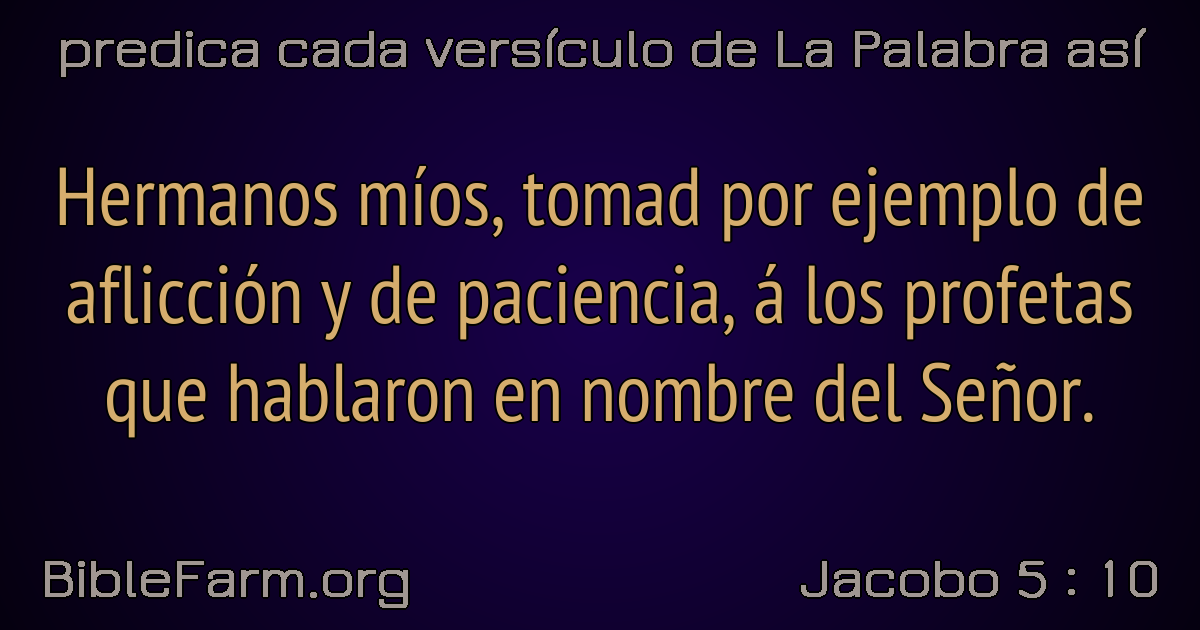 predica cada versículo de La Palabra así
Hermanos míos, tomad por ejemplo de
aflicción y de paciencia, á los profetas
que hablaron en nombre del Señor.
BibleFarm.org
Jacobo 5 : 10